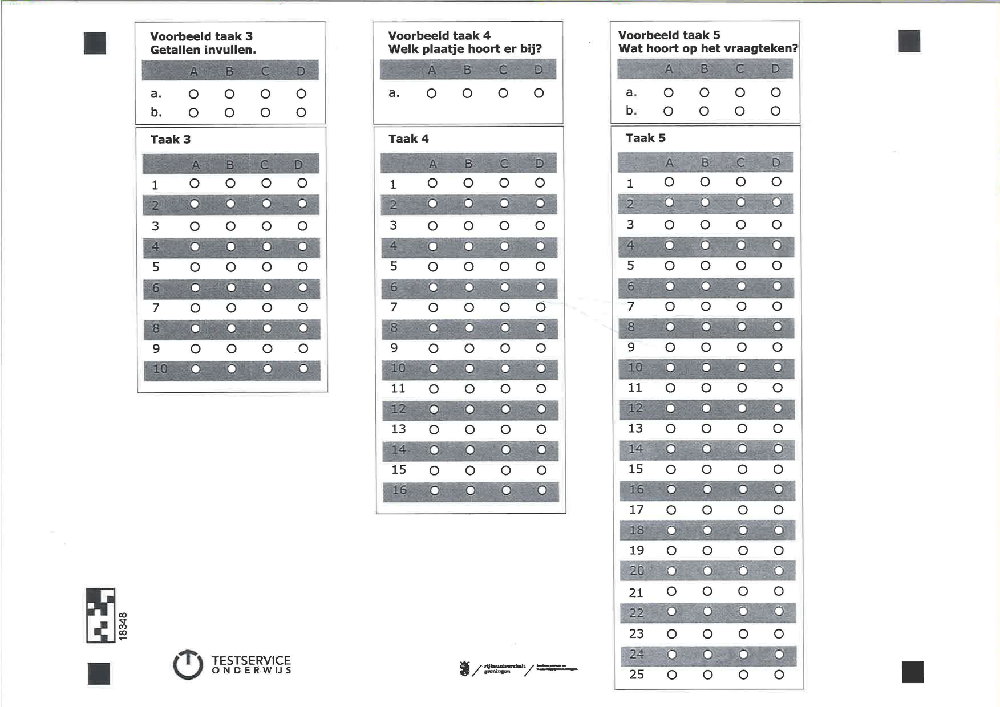 Voorbeeld taak 3
Getallen invullen.
A B C D
a.
b.
Taak 3
A B C D
1
2
3
4
5
6
7
8
9
10
Voorbeeld taak 4
Welk plaatje hoort er bij?
A B C D
a.
Taak 4
A B C D
1
2
3
4
5
6
7
8
9
10
11
12
13
14
15
16
Voorbeeld taak 5
Wat hoort op het vraagteken?
A B C D
a.
b.
Taak 5
A B C D
1
2
3
4
5
6
7
8
9
10
11
12
13
14
15
16
17
18
19
20
21
22
23
24
25
18348
TESTSERVICE
ONDERWIJS
rijksuniversiteit
groningen